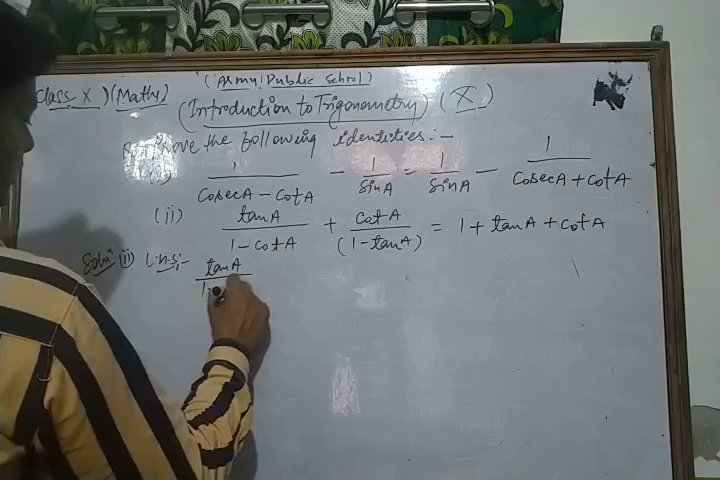 (Army Public School)
Class X) (Maths)
(Introduction to Trigonometry) (X)
Prove the following identities:-
(i) 1/(cosecA - cotA) - 1/sinA = 1/sinA - 1/(cosecA + cotA)
(ii) tanA/(1 - cotA) + cotA/(1 - tanA) = 1 + tanA + cotA
Soln (ii) L.H.S:- tanA/1-